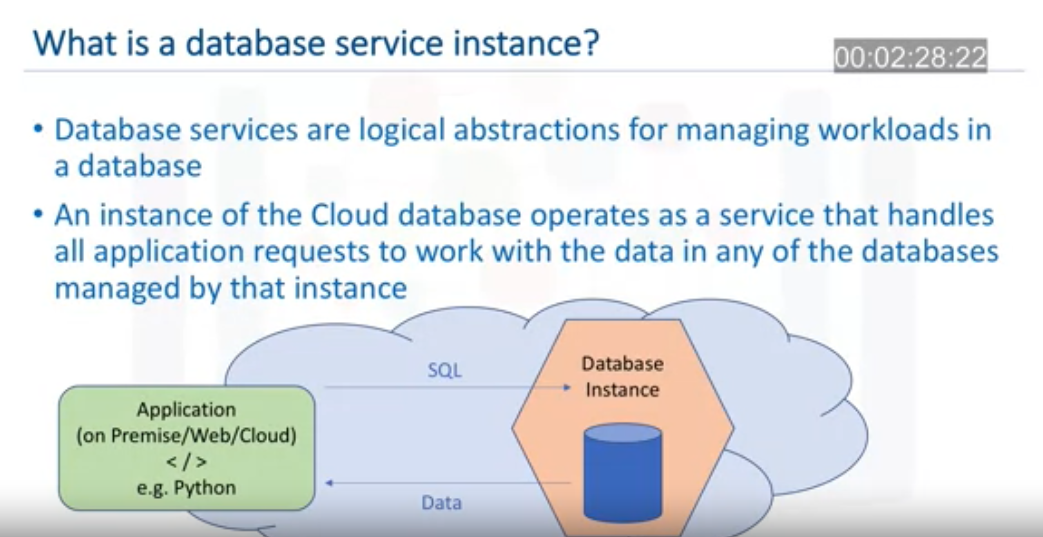 What is a database service instance?
00:02:28:22
• Database services are logical abstractions for managing workloads in
a database
• An instance of the Cloud database operates as a service that handles
all application requests to work with the data in any of the databases
managed by that instance
SQL
Database
Instance
Application
(on Premise/Web/Cloud)
</>
e.g. Python
Data